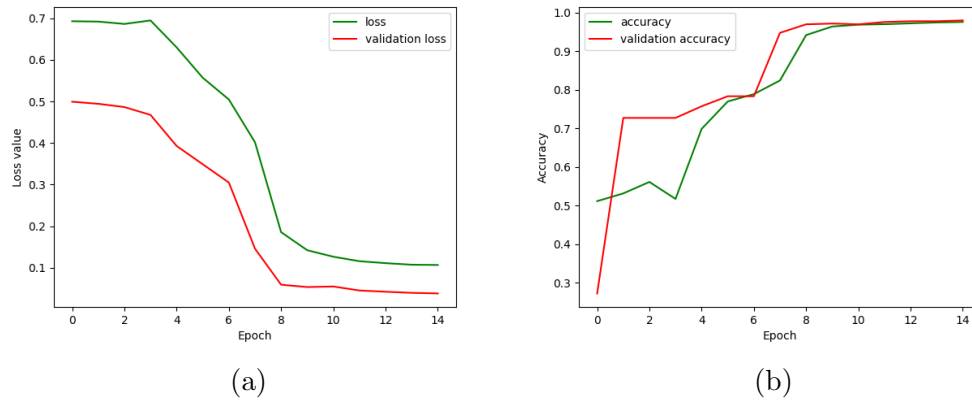 0.7
0.6
0.5
0.4
0.3
0.2
0.1
Loss value
loss
validation loss
0 2 4 6 8 10 12 14
Epoch
(a)
1.0
0.9
0.8
0.7
0.6
0.5
0.4
0.3
Accuracy
accuracy
validation accuracy
0 2 4 6 8 10 12 14
Epoch
(b)